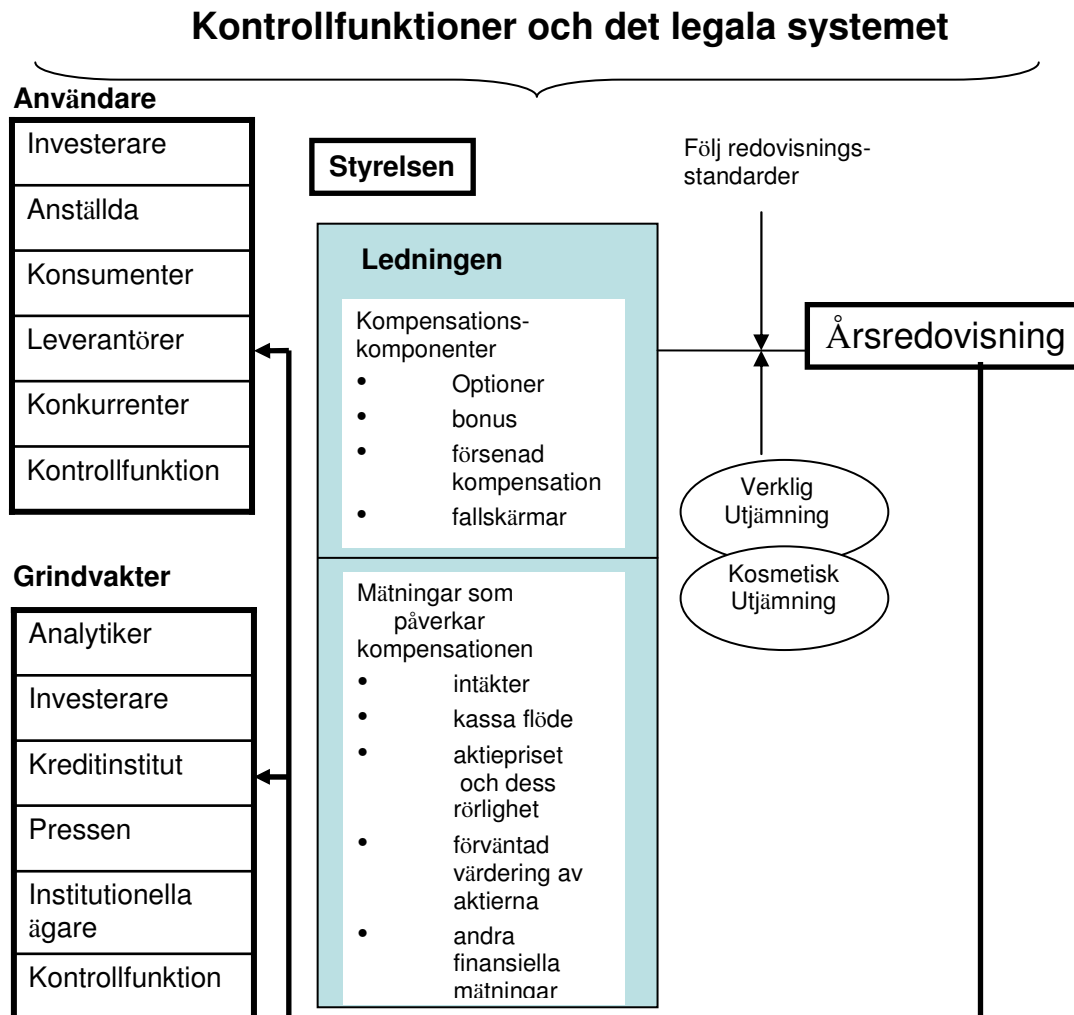 Kontrollfunktioner och det legala systemet
Användare
Investerare
Anställda
Konsumenter
Leverantörer
Konkurrenter
Kontrollfunktion
Grindvakter
Analytiker
Investerare
Kreditinstitut
Pressen
Institutionella
ägare
Kontrollfunktion
Styrelsen
Ledningen
Kompensations-
komponenter
• Optioner
• bonus
• försenad
kompensation
• fallskärmar
Mätningar som
påverkar
kompensationen
• intäkter
• kassa flöde
• aktiepriset
och dess
rörlighet
• förväntad
värdering av
aktierna
• andra
finansiella
mätningar
Följ redovisnings-
standarder
Årsredovisning
Verklig
Utjämning
Kosmetisk
Utjämning